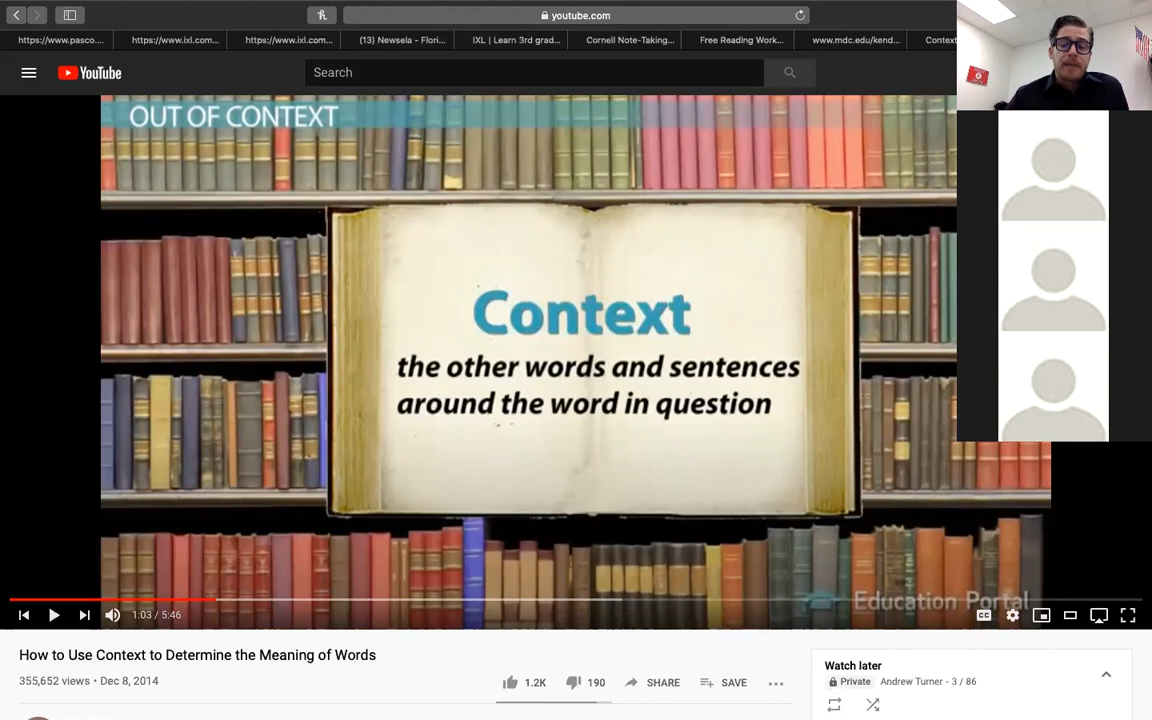 youtube.com
https://www.pasco.... https://www.ixl.com... https://www.ixl.com... (13) Newsela - Flori... IXL | Learn 3rd grad... Cornell Note-Taking... Free Reading Work... www.mdc.edu/kend... Context
YouTube
Search
OUT OF CONTEXT
Context
the other words and sentences
around the word in question
Education Portal
1:03 / 5:46
CC
How to Use Context to Determine the Meaning of Words
355,652 views • Dec 8, 2014
1.2K 190 SHARE SAVE
Watch later
Private Andrew Turner - 3 / 86